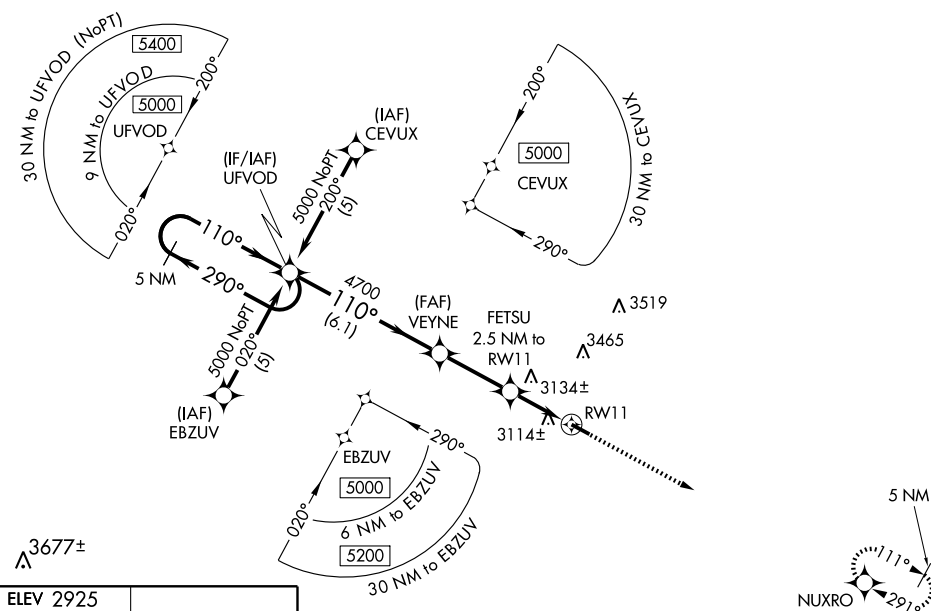 30 NM to UFVOD (NoPT)
5400
9 NM to UFVOD
5000
UFVOD
200°
020°
(IAF)
CEVUX
(IF/IAF)
UFVOD
5000 NoPT
200°
(5)
200°
5000
CEVUX
30 NM to CEVUX
290°
110°
5 NM
290°
4700
110°
(6.1)
5000 NoPT
020°
(5)
(IAF)
EBZUV
(FAF)
VEYNE
FETSU
2.5 NM to
RW11
3519
3465
3134±
3114±
RW11
290°
EBZUV
5000
020°
6 NM to EBZUV
5200
30 NM to EBZUV
5 NM
111°
291°
NUXRO
3677±
ELEV 2925